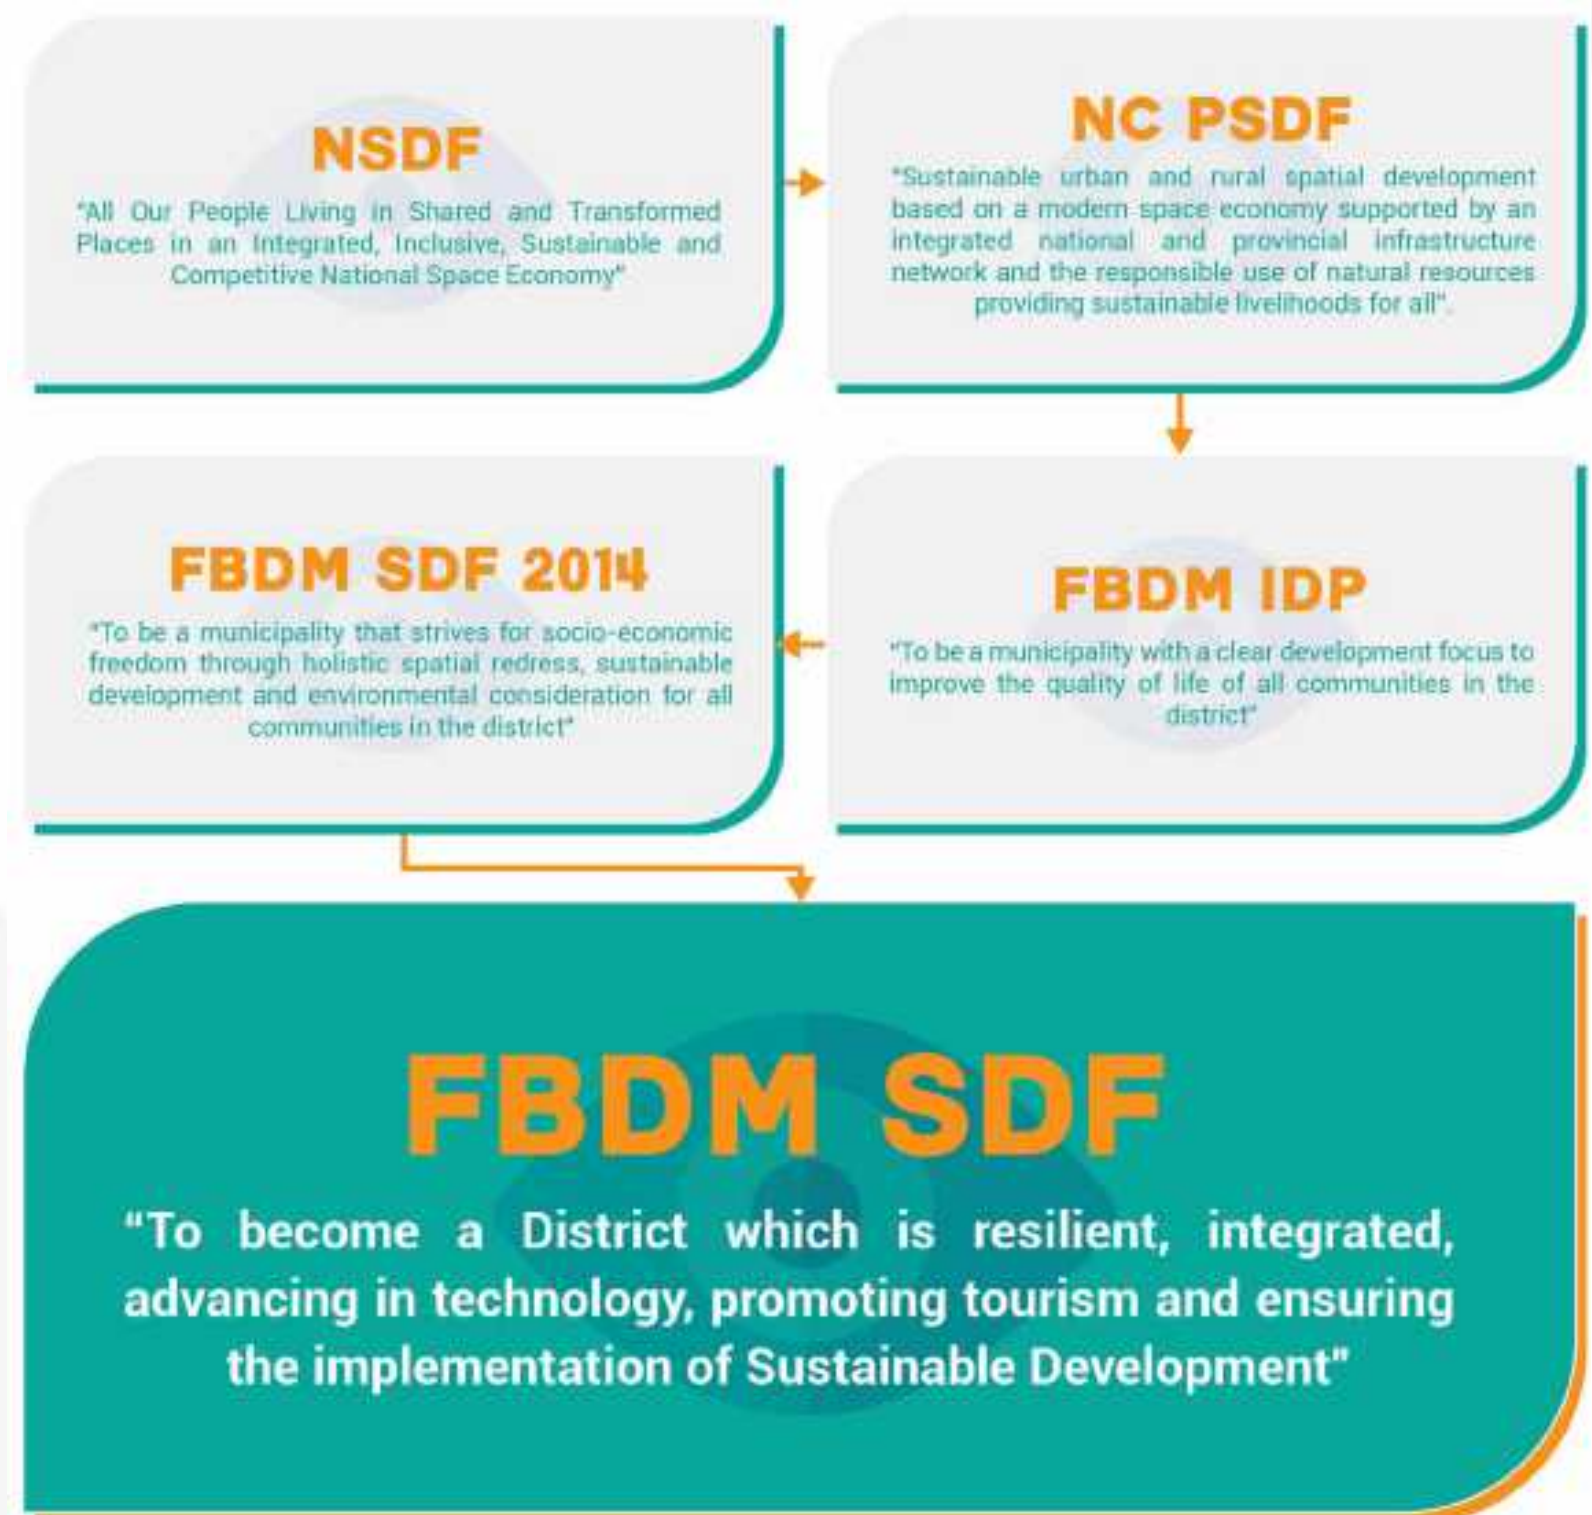 NSDF
"All Our People Living in Shared and Transformed
Places in an Integrated, Inclusive, Sustainable and
Competitive National Space Economy"
NC PSDF
"Sustainable urban and rural spatial development
based on a modern space economy supported by an
integrated national and provincial infrastructure
network and the responsible use of natural resources
providing sustainable livelihoods for all".
FBDM IDP
"To be a municipality with a clear development focus to
improve the quality of life of all communities in the
district"
FBDM SDF 2014
"To be a municipality that strives for socio-economic
freedom through holistic spatial redress, sustainable
development and environmental consideration for all
communities in the district"
FBDM SDF
"To become a District which is resilient, integrated,
advancing in technology, promoting tourism and ensuring
the implementation of Sustainable Development"